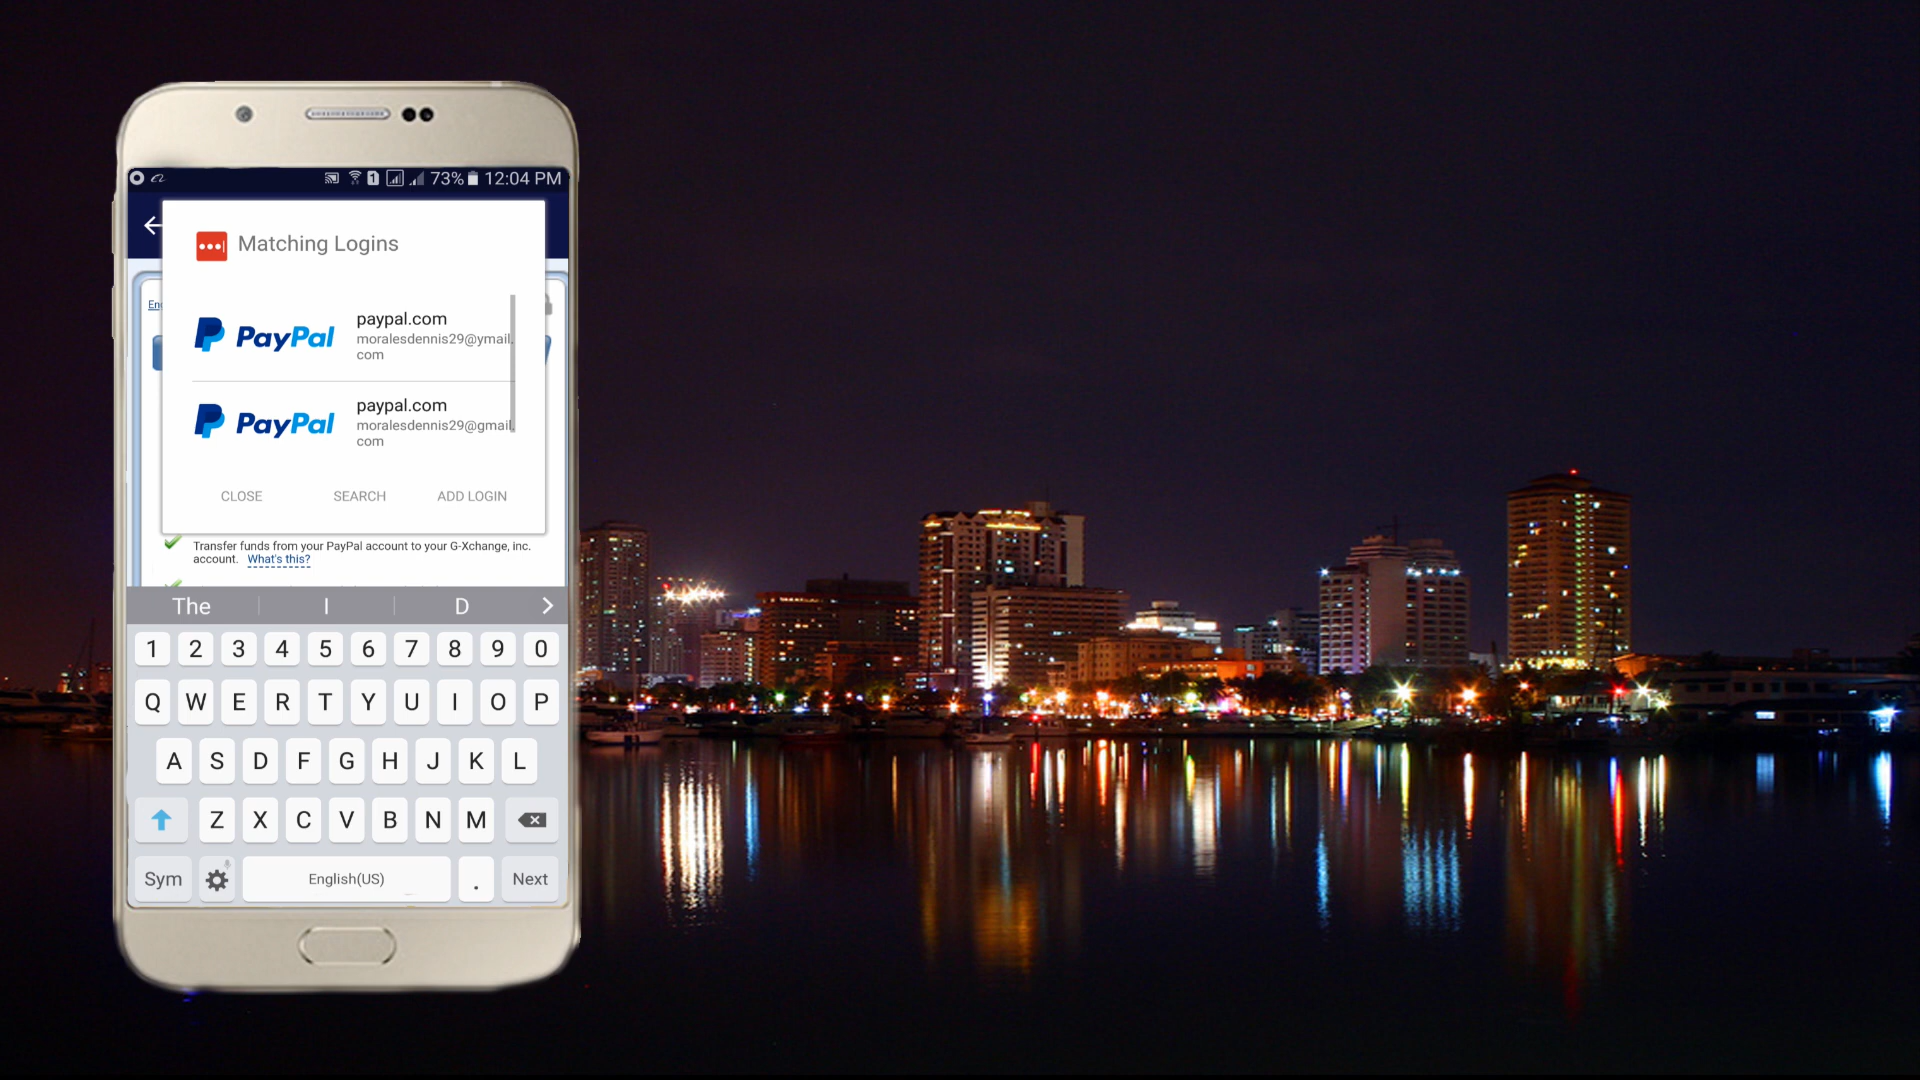 1 73% 12:04 PM
Matching Logins
En
PayPal
paypal.com
moralesdennis29@ymail.
com
PayPal
paypal.com
moralesdennis29@gmail.
com
CLOSE SEARCH ADD LOGIN
Transfer funds from your PayPal account to your G-Xchange, inc.
account. What's this?
The I D
1 2 3 4 5 6 7 8 9 0
Q W E R T Y U I O P
A S D F G H J K L
Z X C V B N M
Sym English(US) . Next